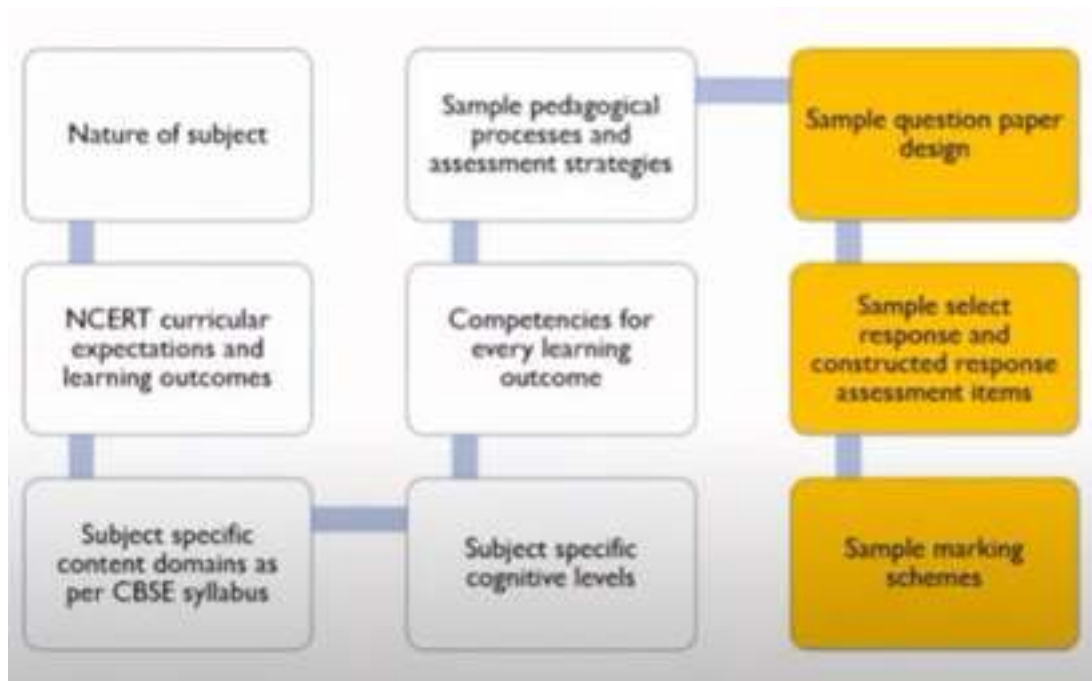 Nature of subject
NCERT curricular
expectations and
learning outcomes
Subject specific
content domains as
per CBSE syllabus
Subject specific
cognitive levels
Competencies for
every learning
outcome
Sample pedagogical
processes and
assessment strategies
Sample question paper
design
Sample select
response and
constructed response
assessment items
Sample marking
schemes